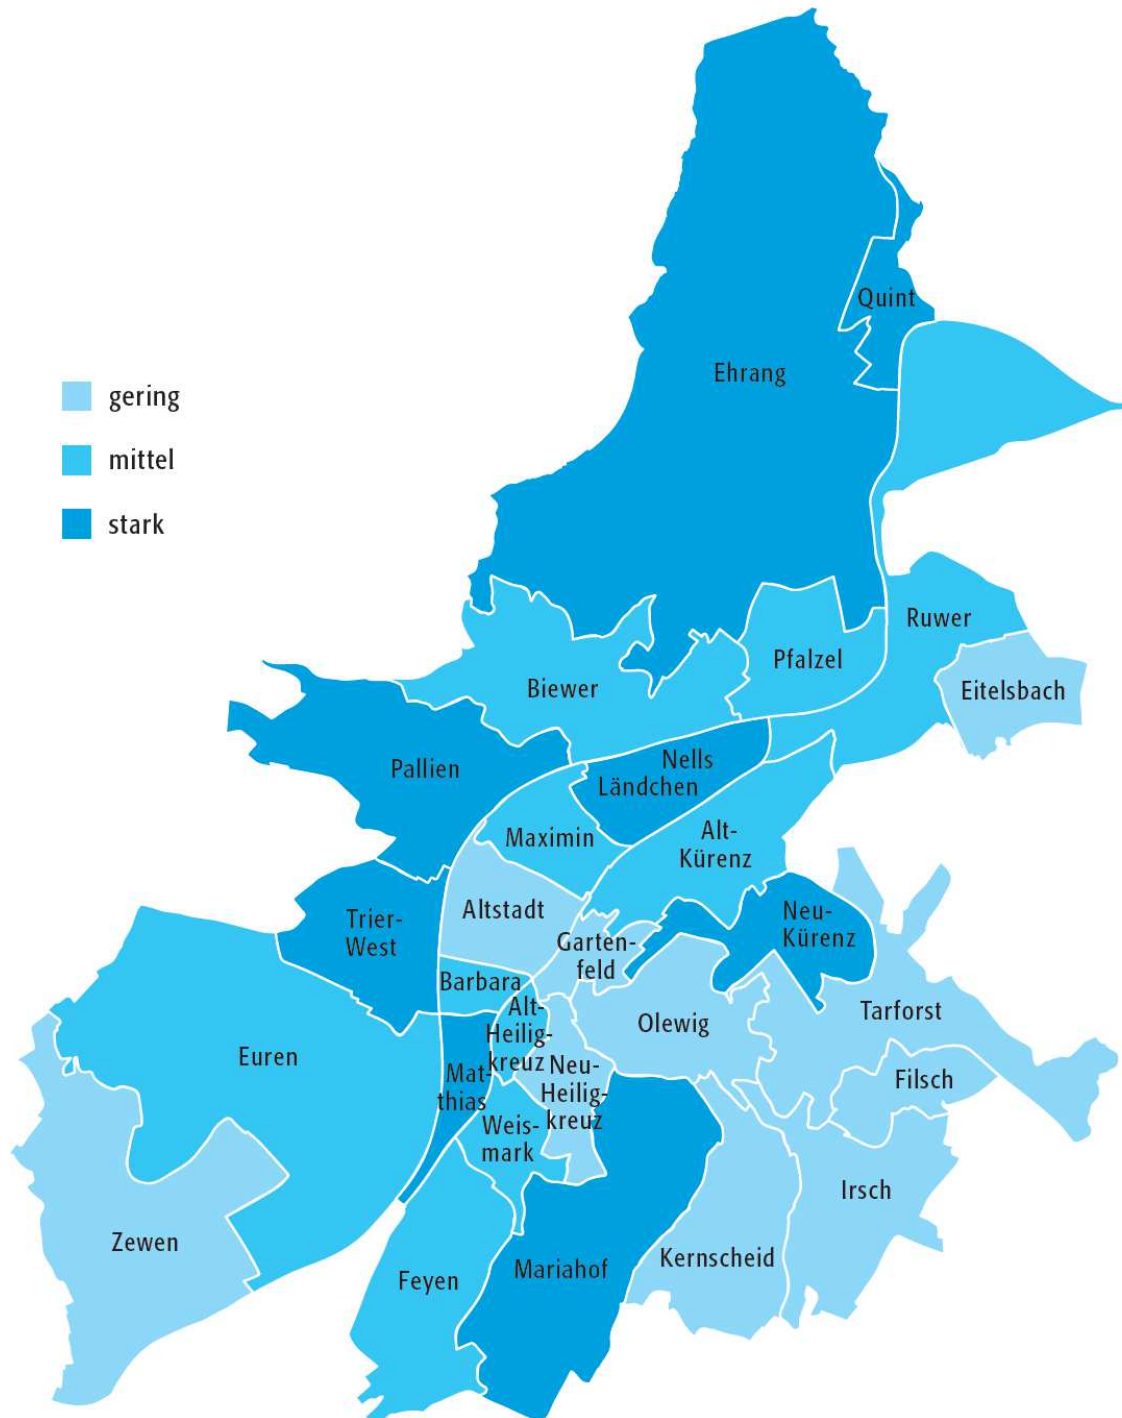 Quint
Ehrang
gering
mittel
stark
Ruwer
Pfalzel
Biewer
Eitelsbach
Nells
Ländchen
Pallien
Maximin
Alt-
Kürenz
Altstadt
Trier-
West
Neu-
Kürenz
Garten-
feld
Barbara
Alt-
Heilig-
kreuz
Olewig
Tarforst
Euren
Mat-
thias
Neu-
Heilig-
kreuz
Filsch
Weis-
mark
Irsch
Zewen
Kernscheid
Mariahof
Feyen